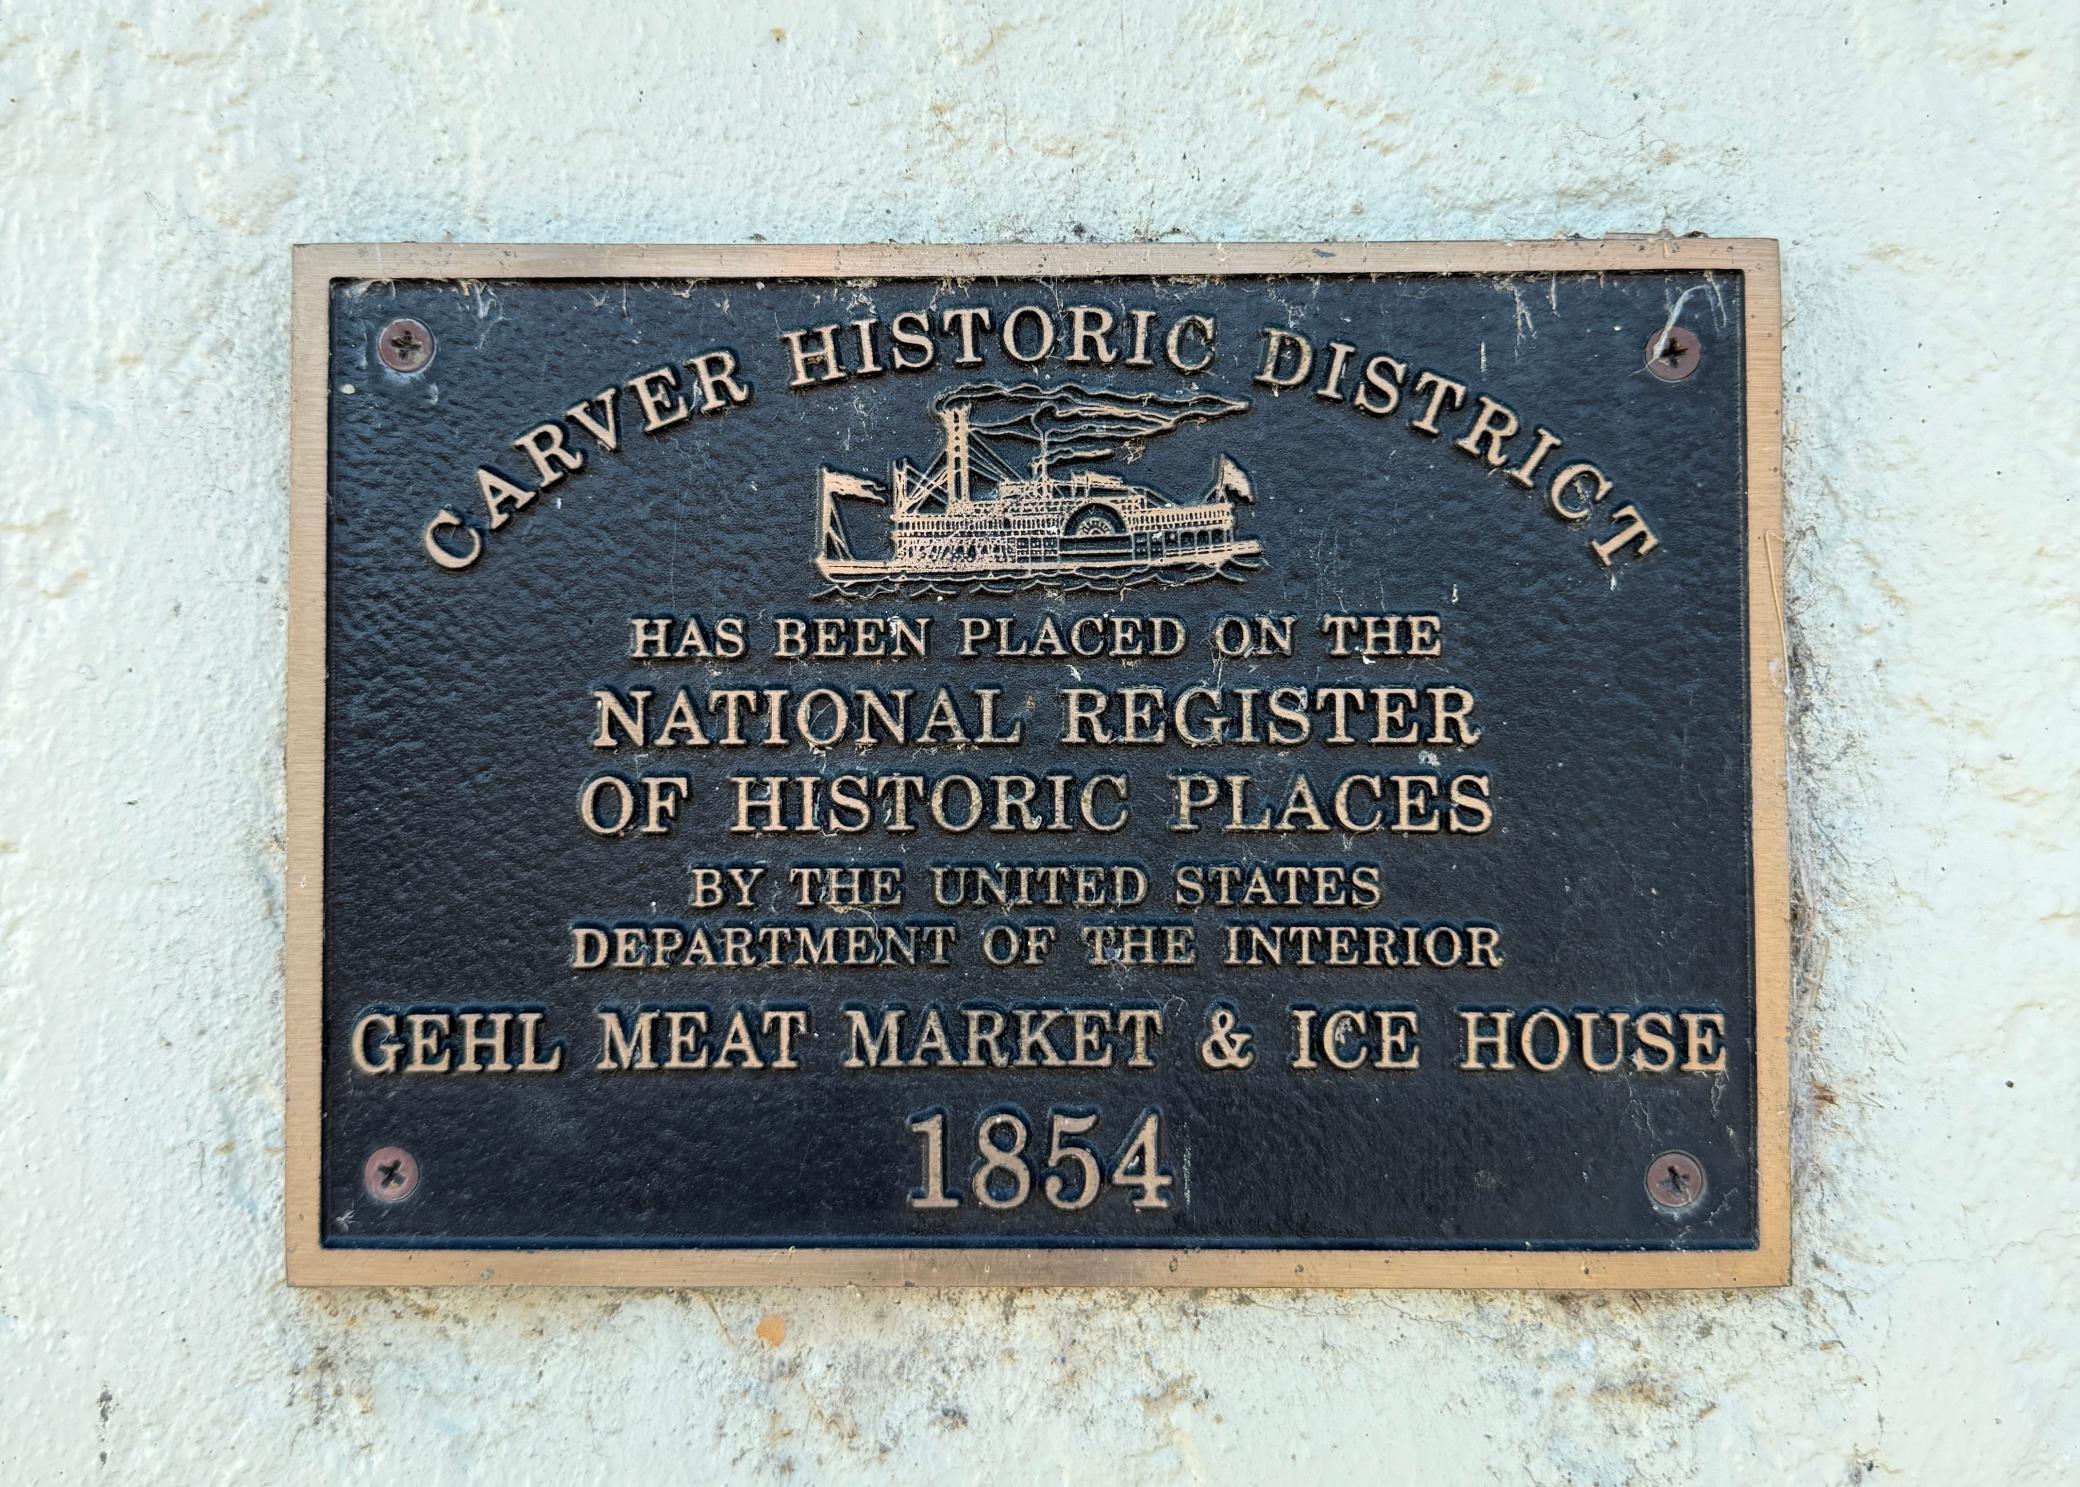 CARVER HISTORIC DISTRICT
HAS BEEN PLACED ON THE
NATIONAL REGISTER
OF HISTORIC PLACES
BY THE UNITED STATES
DEPARTMENT OF THE INTERIOR
GEHL MEAT MARKET & ICE HOUSE
1854